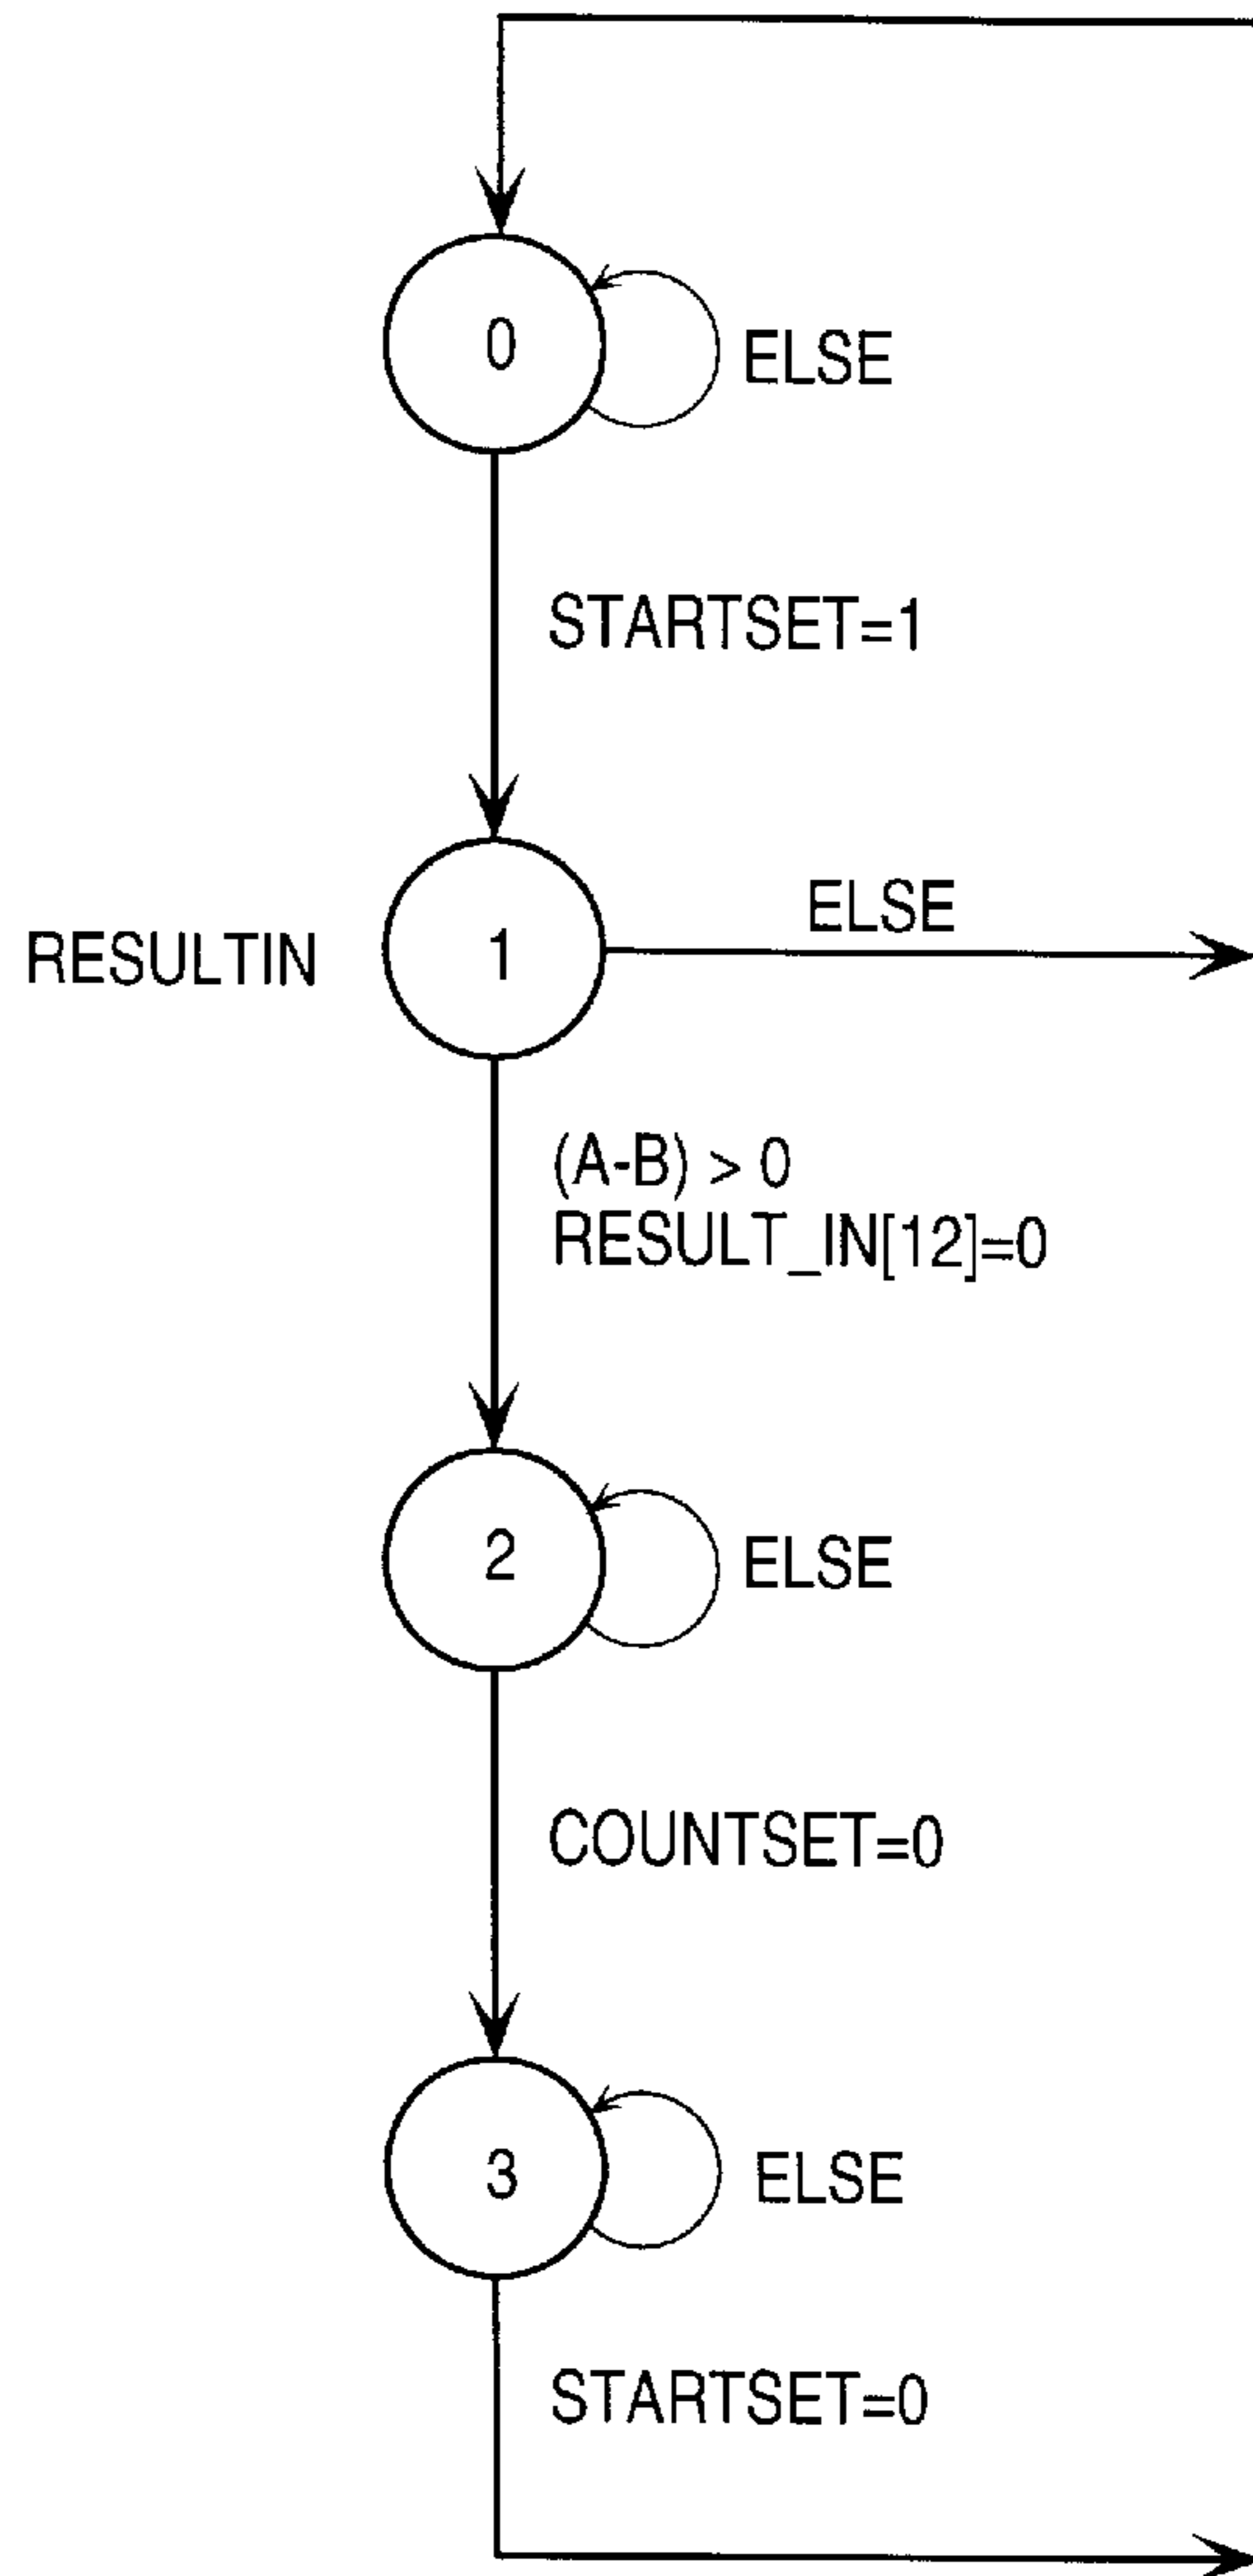 0
ELSE
STARTSET=1
ELSE
RESULTIN
1
(A-B) > 0
RESULT_IN[12]=0
2
ELSE
COUNTSET=0
3
ELSE
STARTSET=0